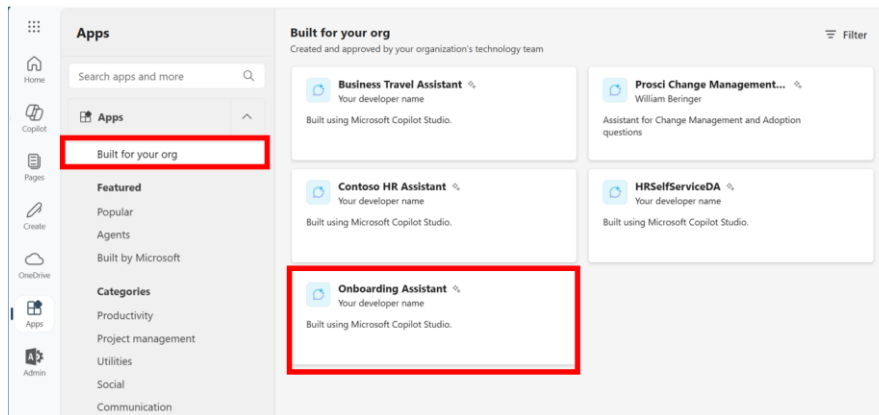 Home
Copilot
Pages
Create
OneDrive
Apps
Admin
Apps
Search apps and more
Apps
Built for your org
Featured
Popular
Agents
Built by Microsoft
Categories
Productivity
Project management
Utilities
Social
Communication
Built for your org
Created and approved by your organization's technology team
Filter
Business Travel Assistant
Your developer name
Built using Microsoft Copilot Studio.
Prosci Change Management...
William Beringer
Assistant for Change Management and Adoption
questions
Contoso HR Assistant
Your developer name
Built using Microsoft Copilot Studio.
HRSelfServiceDA
Your developer name
Built using Microsoft Copilot Studio.
Onboarding Assistant
Your developer name
Built using Microsoft Copilot Studio.